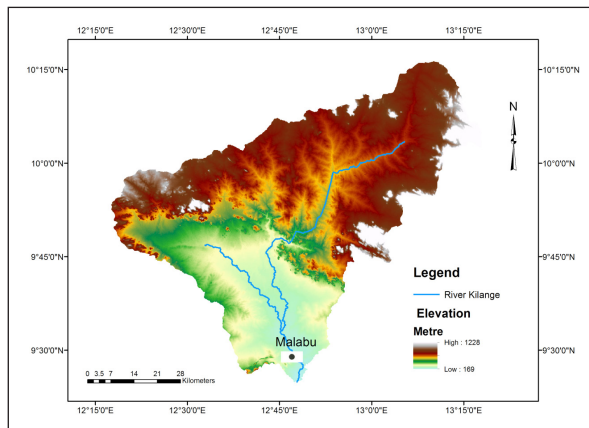 12°15'0"N 12°30'0"N 12°45'0"N 13°0'0"N 13°15'0"N
10°15'0"N 10°15'0"N
N
10°0'0"N 10°0'0"N
9°45'0"N 9°45'0"N
Legend
River Kilange
Elevation
Metre
High : 1228
Low : 169
9°30'0"N 9°30'0"N
Malabu
0 3.5 7 14 21 28
Kilometers
12°15'0"N 12°30'0"N 12°45'0"N 13°0'0"N 13°15'0"N